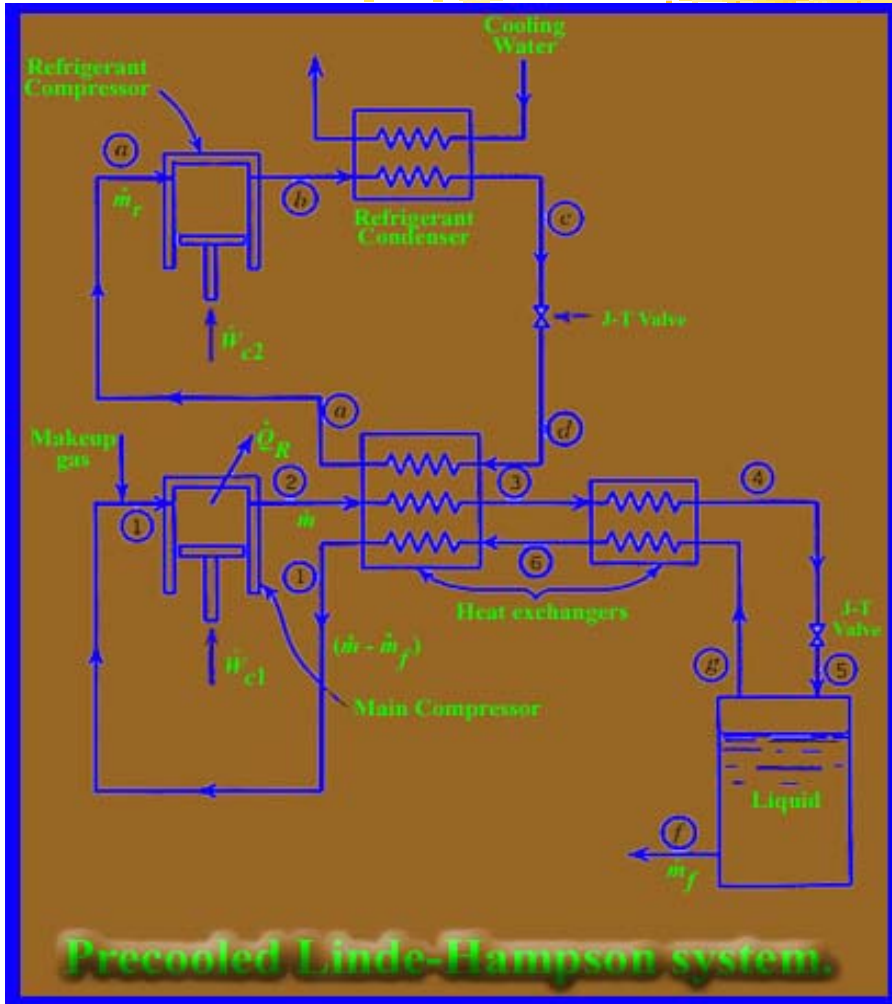 Cooling
Water
Refrigerant
Compressor
a
ṁr
b
Refrigerant
Condenser
c
J-T Valve
Ẇc2
a
d
Makeup
gas
Q̇R
2
3
4
1
ṁ
1
6
Heat exchangers
J-T
Valve
(ṁ - ṁf)
Ẇc1
g
5
Main Compressor
Liquid
f
ṁf
Precooled Linde-Hampson system.